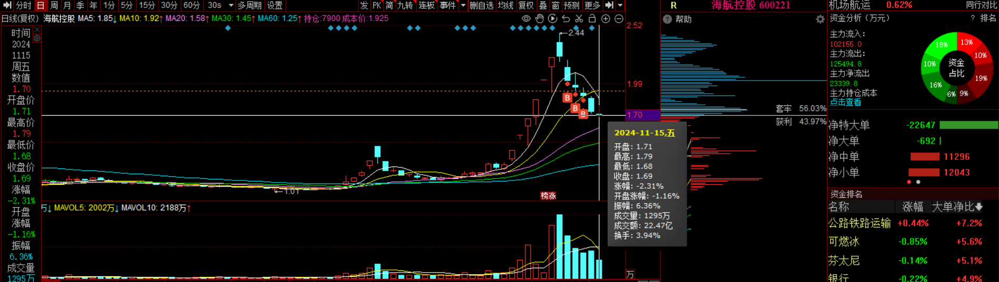 分时 日 周 月 季 年 1分 5分 15分 30分 60分 30s 多周期 设置 发 PK 简 九转 连板 事件 删自选 均线 复权 叠 窗 预测 更多
日线(复权) 海航控股 MA5: 1.85↓ MA10: 1.92↑ MA20: 1.58↑ MA30: 1.45↑ MA60: 1.25↑ 持仓:7900 成本价:1.925
时间
2024
1115
周五
数值
1.70
开盘价
1.71
最高价
1.79
最低价
1.68
收盘价
1.69
涨幅
-2.31%
开盘
涨幅
-1.16%
振幅
6.36%
成交量
1295万
2.44
B
B
B
1.01
榜涨
2.52
1.99
1.70
万↓ MAVOL5: 2002万↓ MAVOL10: 2188万↑
万
2024-11-15,五
开盘: 1.71
最高: 1.79
最低: 1.68
收盘: 1.69
涨幅: -2.31%
开盘涨幅: -1.16%
振幅: 6.36%
成交量: 1295万
成交额: 22.47亿
换手: 3.94%
R 海航控股 600221
? 帮助
套牢 56.03%
获利 43.97%
机场航运 0.62% 同行对比
资金分析(万元) ? 排名
主力流入:
102155.0
主力流出:
125494.8
主力净流出
23339.8
主力持仓成本
点击查看
18%
13%
10%
10%
19%
16%
6%
9%
资金
占比
净特大单 -22647
净大单 -692
净中单 11296
净小单 12043
资金排名
名称 涨幅 大单净比
公路铁路运输 +0.44% +7.2%
可燃冰 -0.85% +5.6%
芬太尼 -0.14% +5.1%
银行 -0.22% +4.9%